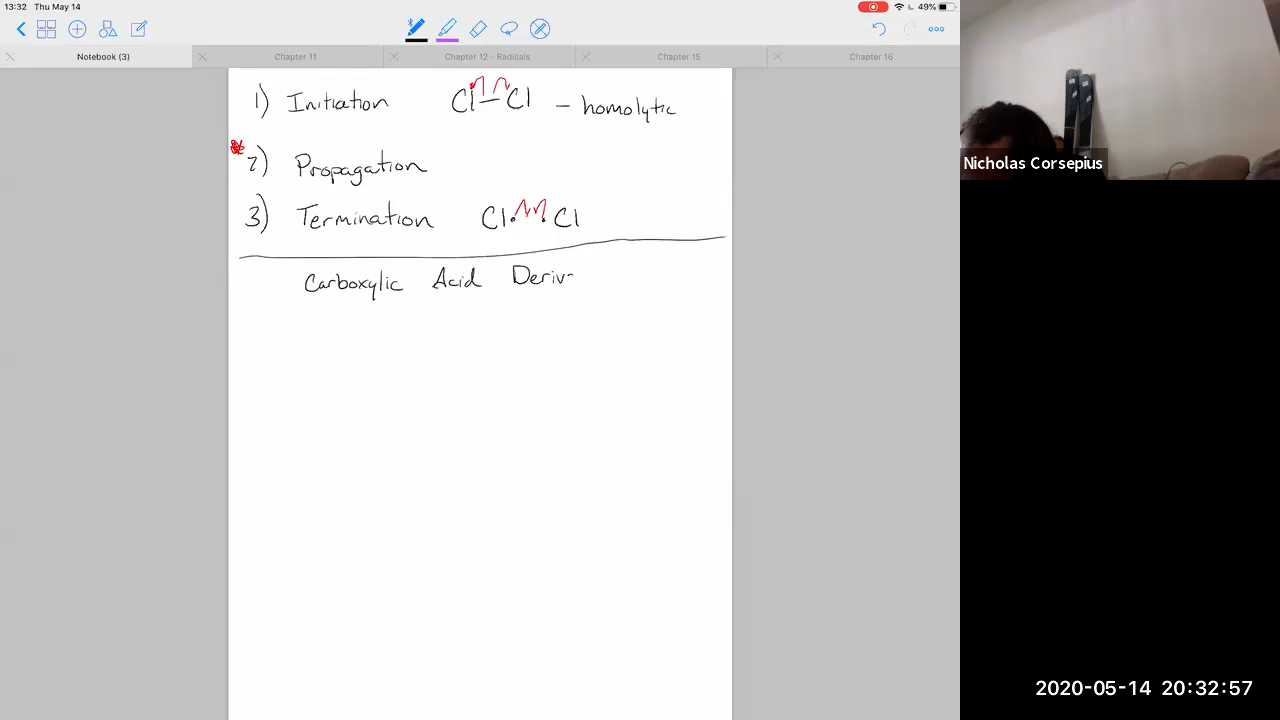 13:32 Thu May 14
49%
Notebook (3)
Chapter 11
Chapter 12 - Radicals
Chapter 15
Chapter 16
1) Initiation Cl—Cl – homolytic
2) Propagation
3) Termination Cl· ·Cl
Carboxylic Acid Deriv
Nicholas Corsepius
2020-05-14 20:32:57